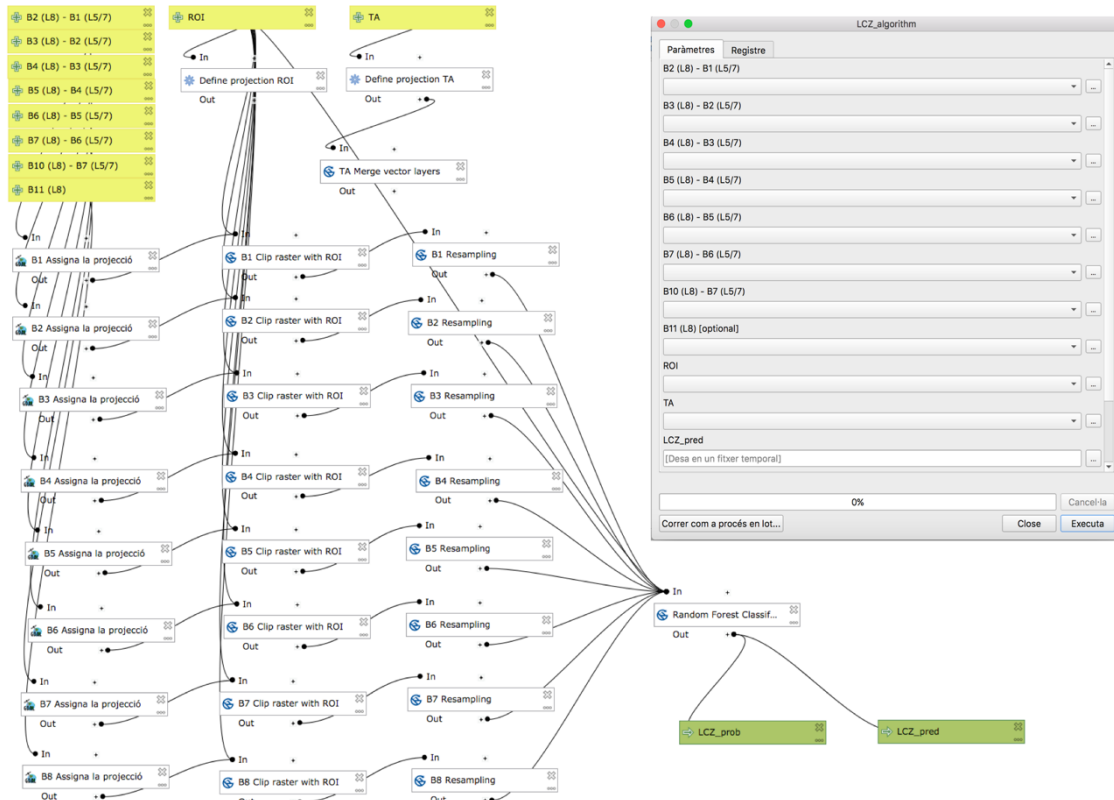 B2 (L8) - B1 (L5/7)
B3 (L8) - B2 (L5/7)
B4 (L8) - B3 (L5/7)
B5 (L8) - B4 (L5/7)
B6 (L8) - B5 (L5/7)
B7 (L8) - B6 (L5/7)
B10 (L8) - B7 (L5/7)
B11 (L8)
ROI
TA
In
Define projection ROI
Out
In
Define projection TA
Out
In
TA Merge vector layers
Out
In
B1 Assigna la projecció
Out
In
B1 Clip raster with ROI
Out
In
B1 Resampling
Out
In
B2 Assigna la projecció
Out
In
B2 Clip raster with ROI
Out
In
B2 Resampling
Out
In
B3 Assigna la projecció
Out
In
B3 Clip raster with ROI
Out
In
B3 Resampling
Out
In
B4 Assigna la projecció
Out
In
B4 Clip raster with ROI
Out
In
B4 Resampling
Out
In
B5 Assigna la projecció
Out
In
B5 Clip raster with ROI
Out
In
B5 Resampling
Out
In
B6 Assigna la projecció
Out
In
B6 Clip raster with ROI
Out
In
B6 Resampling
Out
In
B7 Assigna la projecció
Out
In
B7 Clip raster with ROI
Out
In
B7 Resampling
Out
In
B8 Assigna la projecció
Out
In
B8 Clip raster with ROI
Out
In
B8 Resampling
Out
In
Random Forest Classif...
Out
LCZ_prob
LCZ_pred
LCZ_algorithm
Paràmetres
Registre
B2 (L8) - B1 (L5/7)
...
B3 (L8) - B2 (L5/7)
...
B4 (L8) - B3 (L5/7)
...
B5 (L8) - B4 (L5/7)
...
B6 (L8) - B5 (L5/7)
...
B7 (L8) - B6 (L5/7)
...
B10 (L8) - B7 (L5/7)
...
B11 (L8) [optional]
...
ROI
...
TA
...
LCZ_pred
[Desa en un fitxer temporal]
...
0%
Cancel·la
Córrer com a procés en lot...
Close
Executa